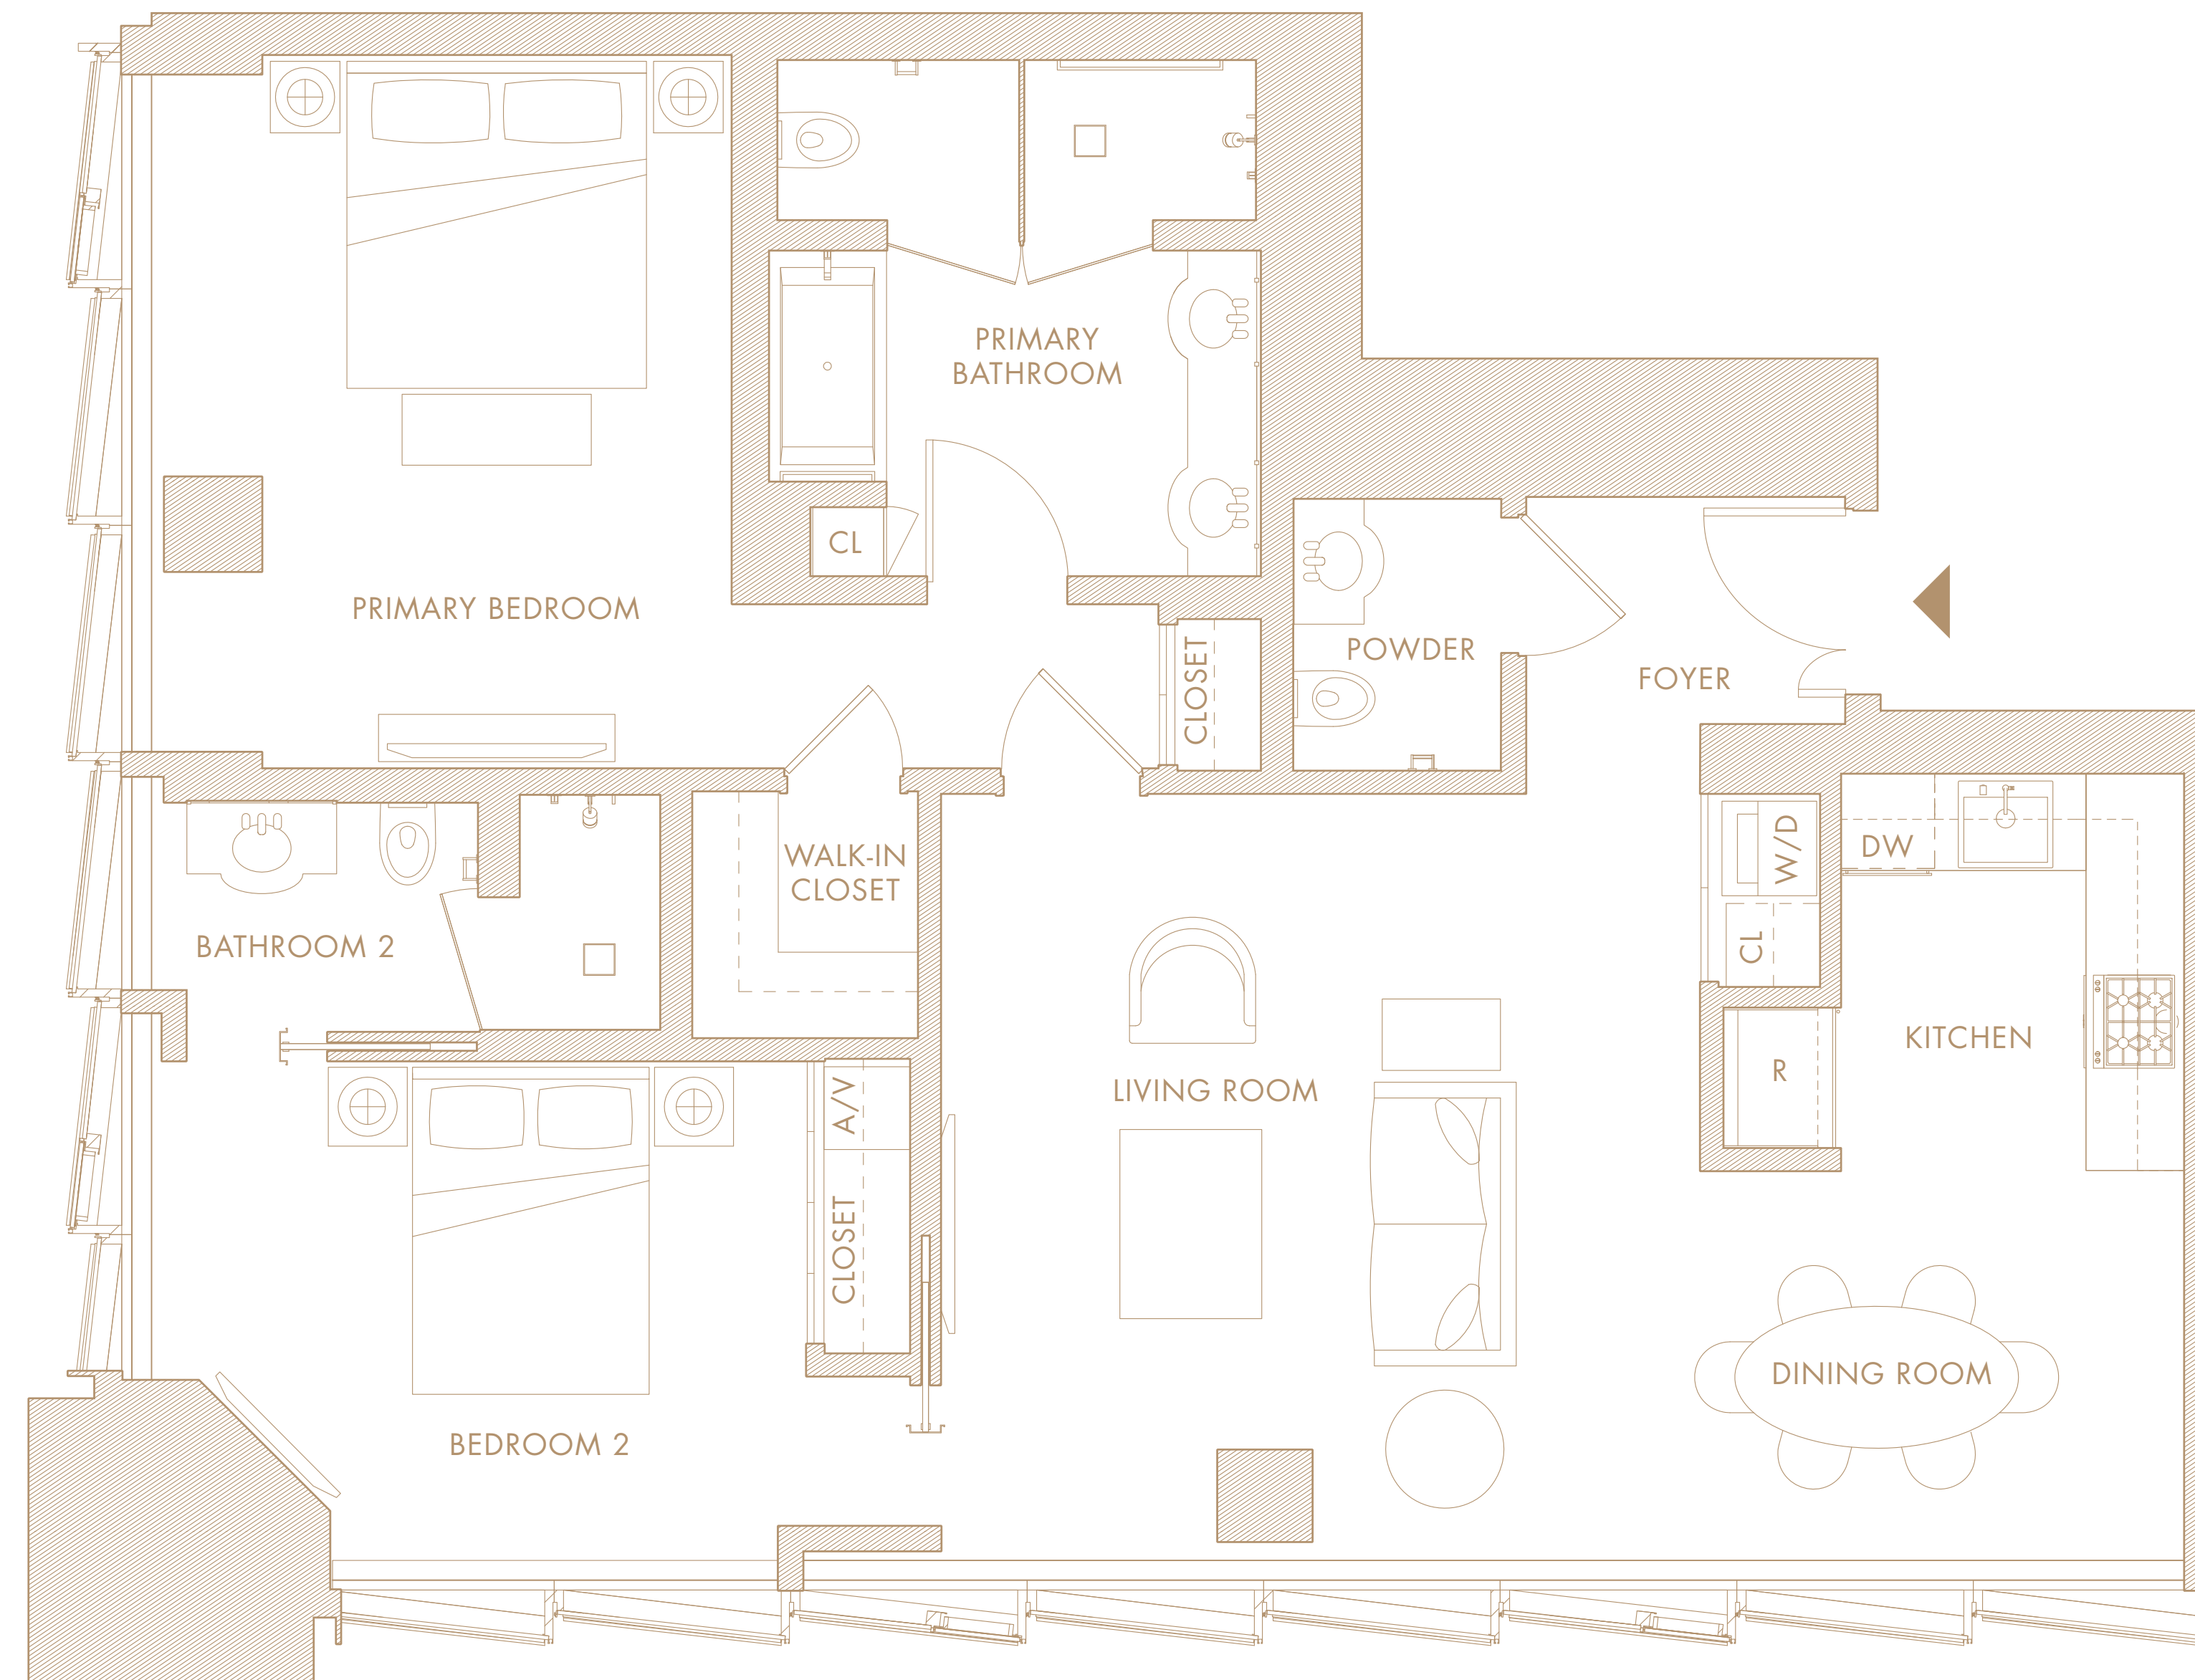 PRIMARY
BATHROOM
CL
PRIMARY BEDROOM
CLOSET
POWDER
FOYER
WALK-IN
CLOSET
W/D
DW
BATHROOM 2
CL
KITCHEN
R
LIVING ROOM
A/V
CLOSET
DINING ROOM
BEDROOM 2